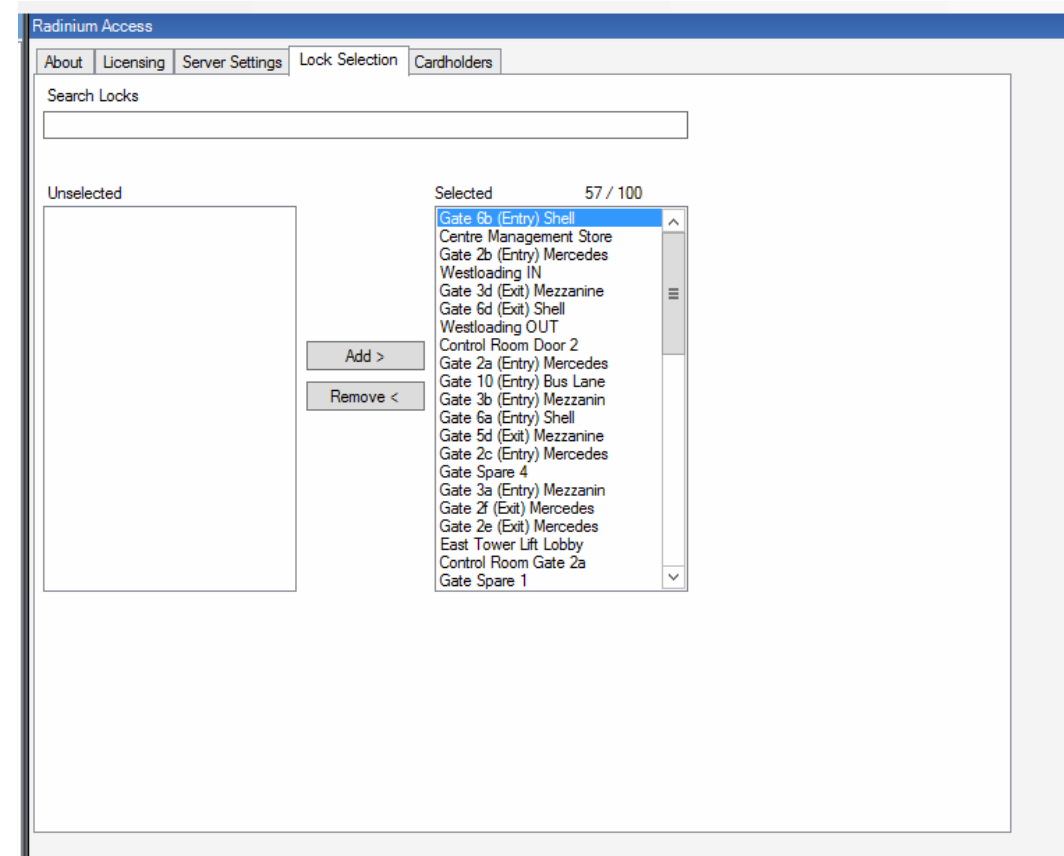 Radinium Access
About Licensing Server Settings Lock Selection Cardholders
Search Locks
Unselected
Selected 57 / 100
Gate 6b (Entry) Shell
Centre Management Store
Gate 2b (Entry) Mercedes
Westloading IN
Gate 3d (Exit) Mezzanine
Gate 6d (Exit) Shell
Westloading OUT
Control Room Door 2
Gate 2a (Entry) Mercedes
Gate 10 (Entry) Bus Lane
Gate 3b (Entry) Mezzanin
Gate 6a (Entry) Shell
Gate 5d (Exit) Mezzanine
Gate 2c (Entry) Mercedes
Gate Spare 4
Gate 3a (Entry) Mezzanin
Gate 2f (Exit) Mercedes
Gate 2e (Exit) Mercedes
East Tower Lift Lobby
Control Room Gate 2a
Gate Spare 1
Add >
Remove <